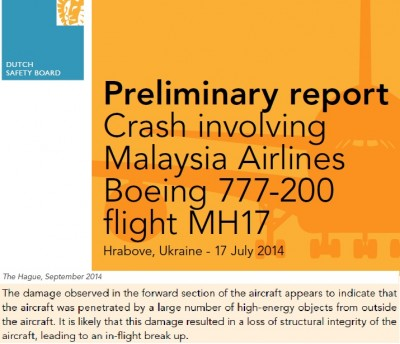 DUTCH
SAFETY BOARD
Preliminary report
Crash involving
Malaysia Airlines
Boeing 777-200
flight MH17
Hrabove, Ukraine - 17 July 2014
The Hague, September 2014
The damage observed in the forward section of the aircraft appears to indicate that
the aircraft was penetrated by a large number of high-energy objects from outside
the aircraft. It is likely that this damage resulted in a loss of structural integrity of the
aircraft, leading to an in-flight break up.